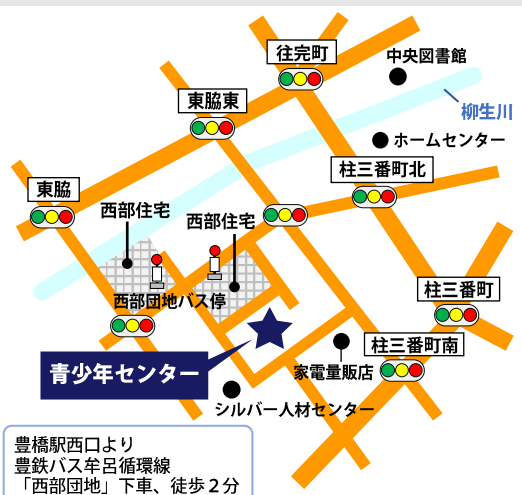 往完町
中央図書館
東脇東
柳生川
ホームセンター
柱三番町北
東脇
西部住宅
西部住宅
柱三番町
西部団地バス停
柱三番町南
青少年センター
家電量販店
シルバー人材センター
豊橋駅西口より
豊鉄バス牟呂循環線
「西部団地」下車、徒歩２分